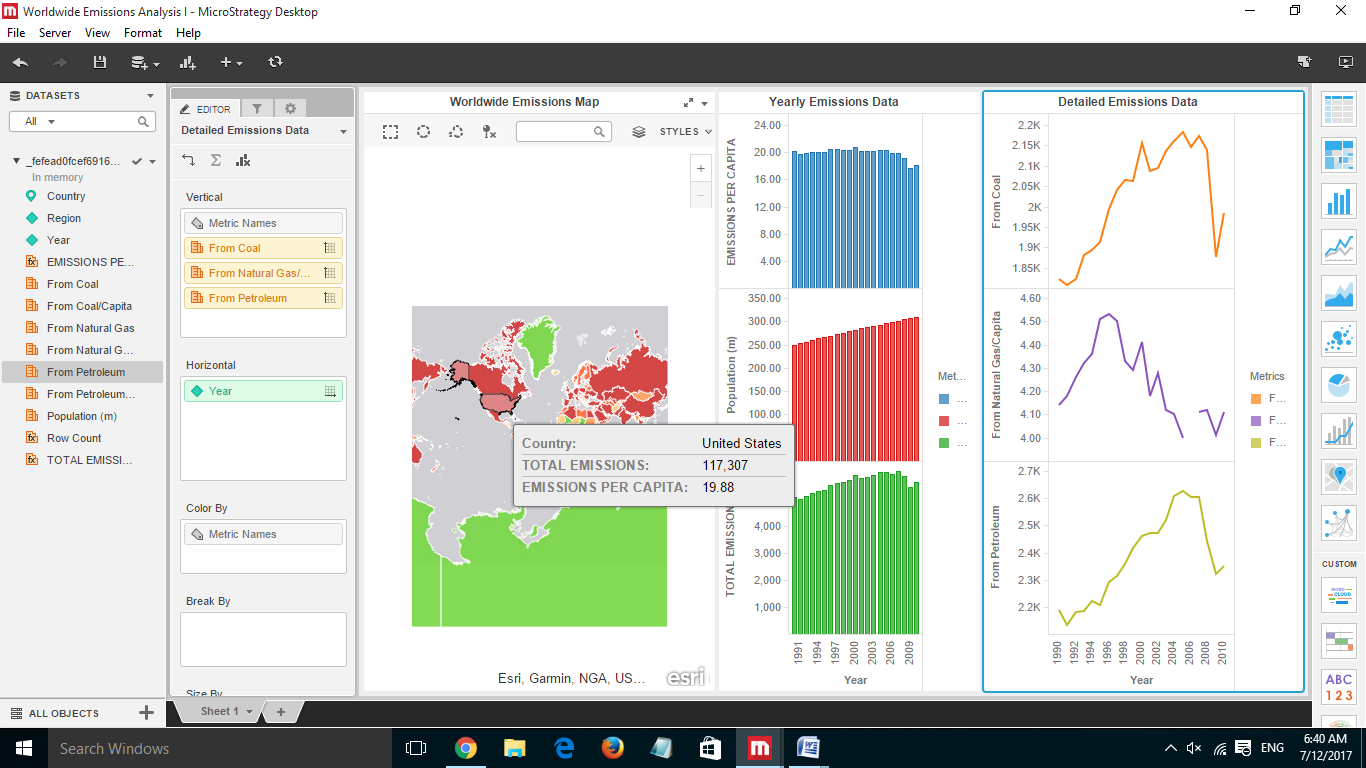 Worldwide Emissions Analysis I - MicroStrategy Desktop
File Server View Format Help
DATASETS
All
_fefead0fcef6916...
In memory
Country
Region
Year
EMISSIONS PE...
From Coal
From Coal/Capita
From Natural Gas
From Natural G...
From Petroleum
From Petroleum...
Population (m)
Row Count
TOTAL EMISSI...
ALL OBJECTS
EDITOR
Detailed Emissions Data
Vertical
Metric Names
From Coal
From Natural Gas/...
From Petroleum
Horizontal
Year
Color By
Metric Names
Break By
Size By
Worldwide Emissions Map
STYLES
+
−
Country: United States
TOTAL EMISSIONS: 117,307
EMISSIONS PER CAPITA: 19.88
Esri, Garmin, NGA, US...
esri
Yearly Emissions Data
EMISSIONS PER CAPITA
24.00
20.00
16.00
12.00
8.00
4.00
Population (m)
350.00
300.00
250.00
200.00
150.00
100.00
TOTAL EMISSION
4,000
3,000
2,000
1,000
1991 1994 1997 2000 2003 2006 2009
Year
Met...
...
...
...
Detailed Emissions Data
From Coal
2.2K
2.15K
2.1K
2.05K
2K
1.95K
1.9K
1.85K
From Natural Gas/Capita
4.60
4.50
4.40
4.30
4.20
4.10
4.00
From Petroleum
2.7K
2.6K
2.5K
2.4K
2.3K
2.2K
1990 1992 1994 1996 1998 2000 2002 2004 2006 2008 2010
Year
Metrics
F...
F...
F...
CUSTOM
WORD
CLOUD
ABC
123
Sheet 1
+
Search Windows
ENG
6:40 AM
7/12/2017